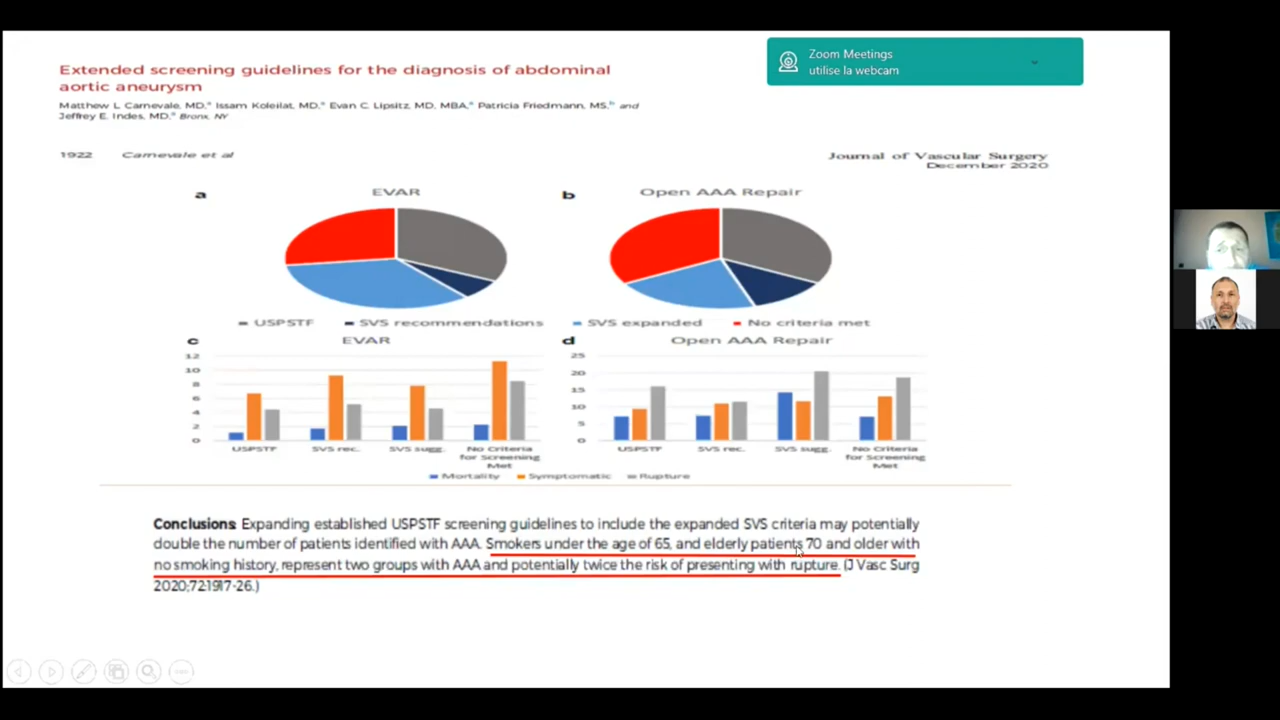 Zoom Meetings
utilise la webcam
Extended screening guidelines for the diagnosis of abdominal
aortic aneurysm
Matthew L. Carnevale, MD,a Issam Koleilat, MD,a Evan C. Lipsitz, MD, MBA,a Patricia Friedmann, MS,b and
Jeffrey E. Indes, MD,a Bronx, NY
1922 Carnevale et al
Journal of Vascular Surgery
December 2020
a EVAR b Open AAA Repair
USPSTF SVS recommendations SVS expanded No criteria met
c EVAR d Open AAA Repair
12
10
8
6
4
2
0
USPSTF SVS rec. SVS sugg. No Criteria
for Screening
Met
25
20
15
10
5
0
USPSTF SVS rec. SVS sugg. No Criteria
for Screening
Met
Mortality Symptomatic Rupture
Conclusions: Expanding established USPSTF screening guidelines to include the expanded SVS criteria may potentially
double the number of patients identified with AAA. Smokers under the age of 65, and elderly patients 70 and older with
no smoking history, represent two groups with AAA and potentially twice the risk of presenting with rupture. (J Vasc Surg
2020;72:1917-26.)